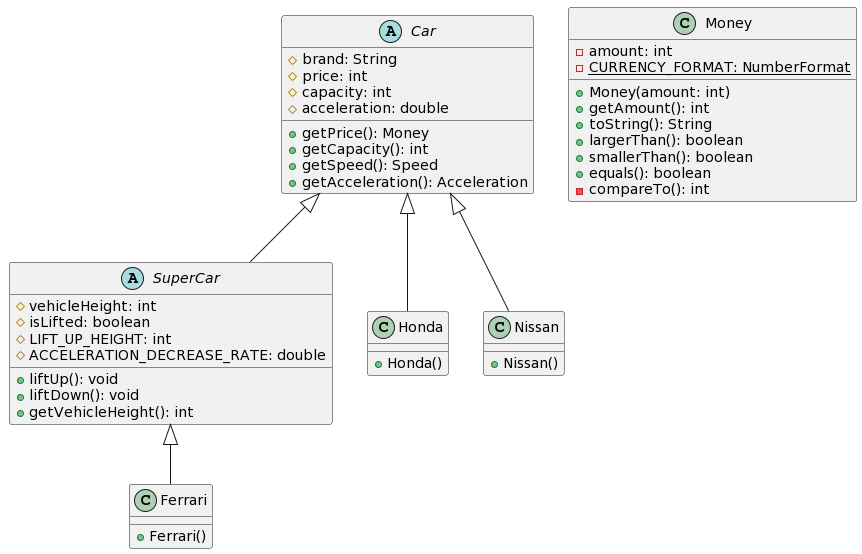 A Car
brand: String
price: int
capacity: int
acceleration: double
getPrice(): Money
getCapacity(): int
getSpeed(): Speed
getAcceleration(): Acceleration
C Money
amount: int
CURRENCY_FORMAT: NumberFormat
Money(amount: int)
getAmount(): int
toString(): String
largerThan(): boolean
smallerThan(): boolean
equals(): boolean
compareTo(): int
A SuperCar
vehicleHeight: int
isLifted: boolean
LIFT_UP_HEIGHT: int
ACCELERATION_DECREASE_RATE: double
liftUp(): void
liftDown(): void
getVehicleHeight(): int
C Honda
Honda()
C Nissan
Nissan()
C Ferrari
Ferrari()